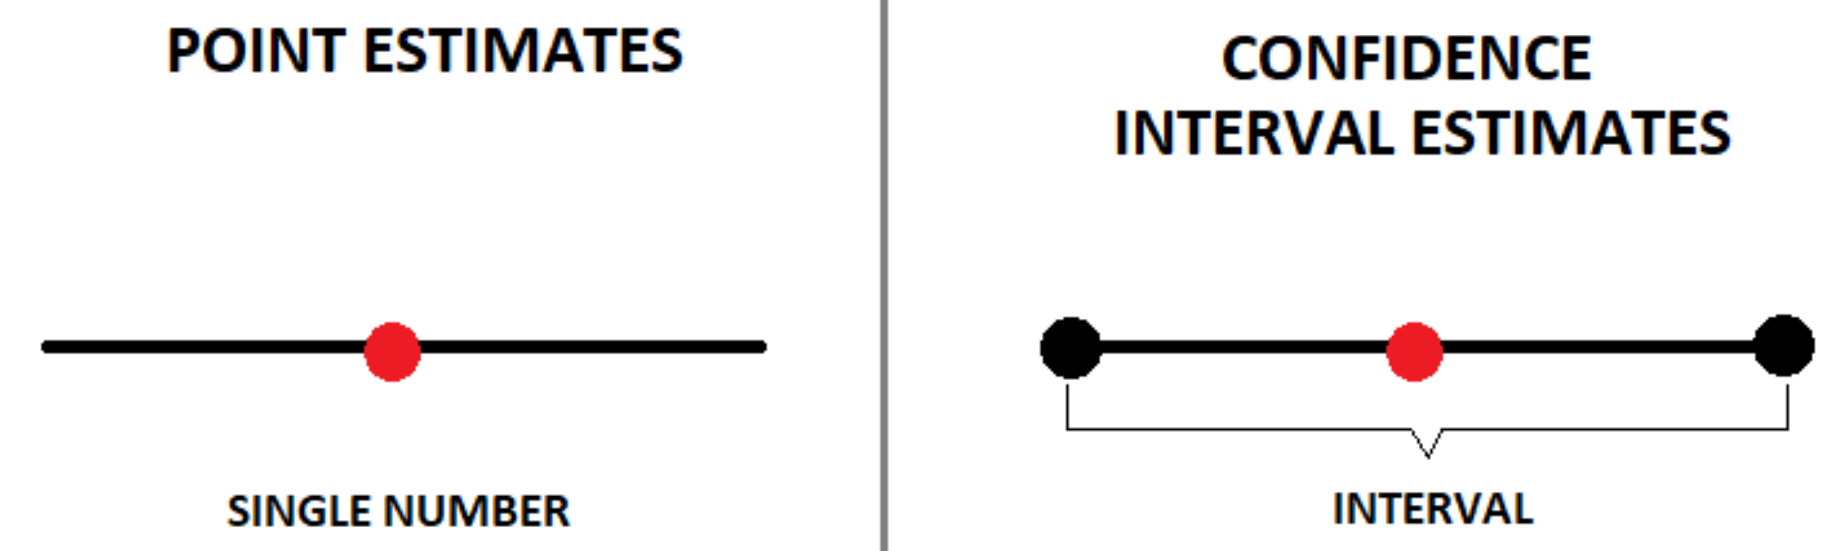 POINT ESTIMATES
SINGLE NUMBER
CONFIDENCE
INTERVAL ESTIMATES
INTERVAL